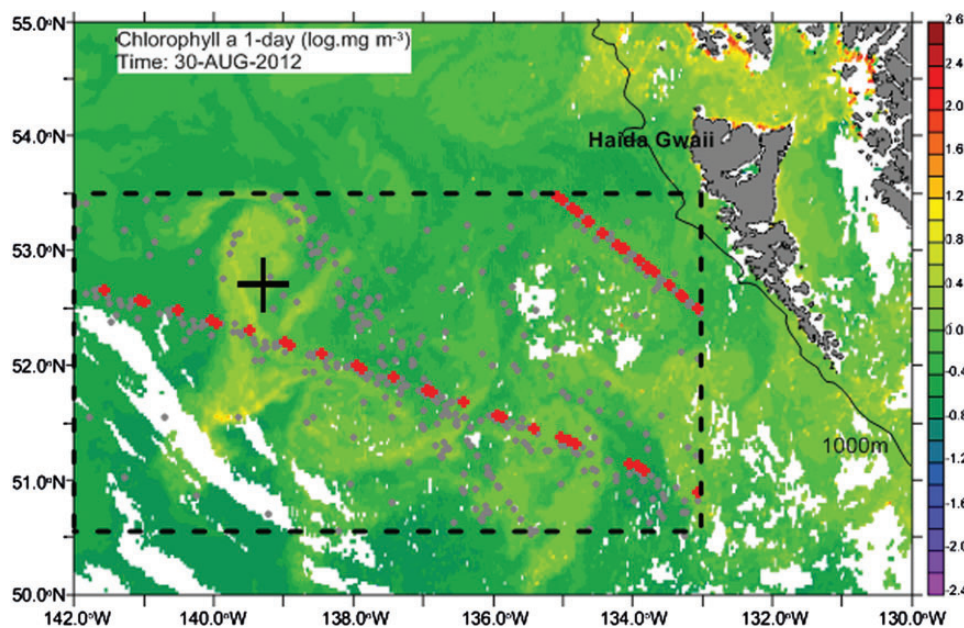 Chlorophyll a 1-day (log.mg m⁻³)
Time: 30-AUG-2012
Haida Gwaii
1000m
55.0°N
54.0°N
53.0°N
52.0°N
51.0°N
50.0°N
142.0°W 140.0°W 138.0°W 136.0°W 134.0°W 132.0°W 130.0°W
2.6
2.4
2.0
1.6
1.2
0.8
0.4
0.0
-0.4
-0.8
-1.2
-1.6
-2.0
-2.4